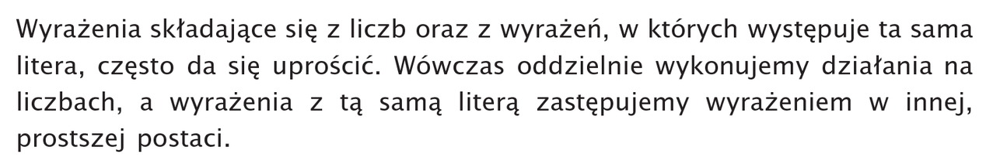 Wyrażenia składające się z liczb oraz z wyrażeń, w których występuje ta sama
litera, często da się uprościć. Wówczas oddzielnie wykonujemy działania na
liczbach, a wyrażenia z tą samą literą zastępujemy wyrażeniem w innej,
prostszej postaci.